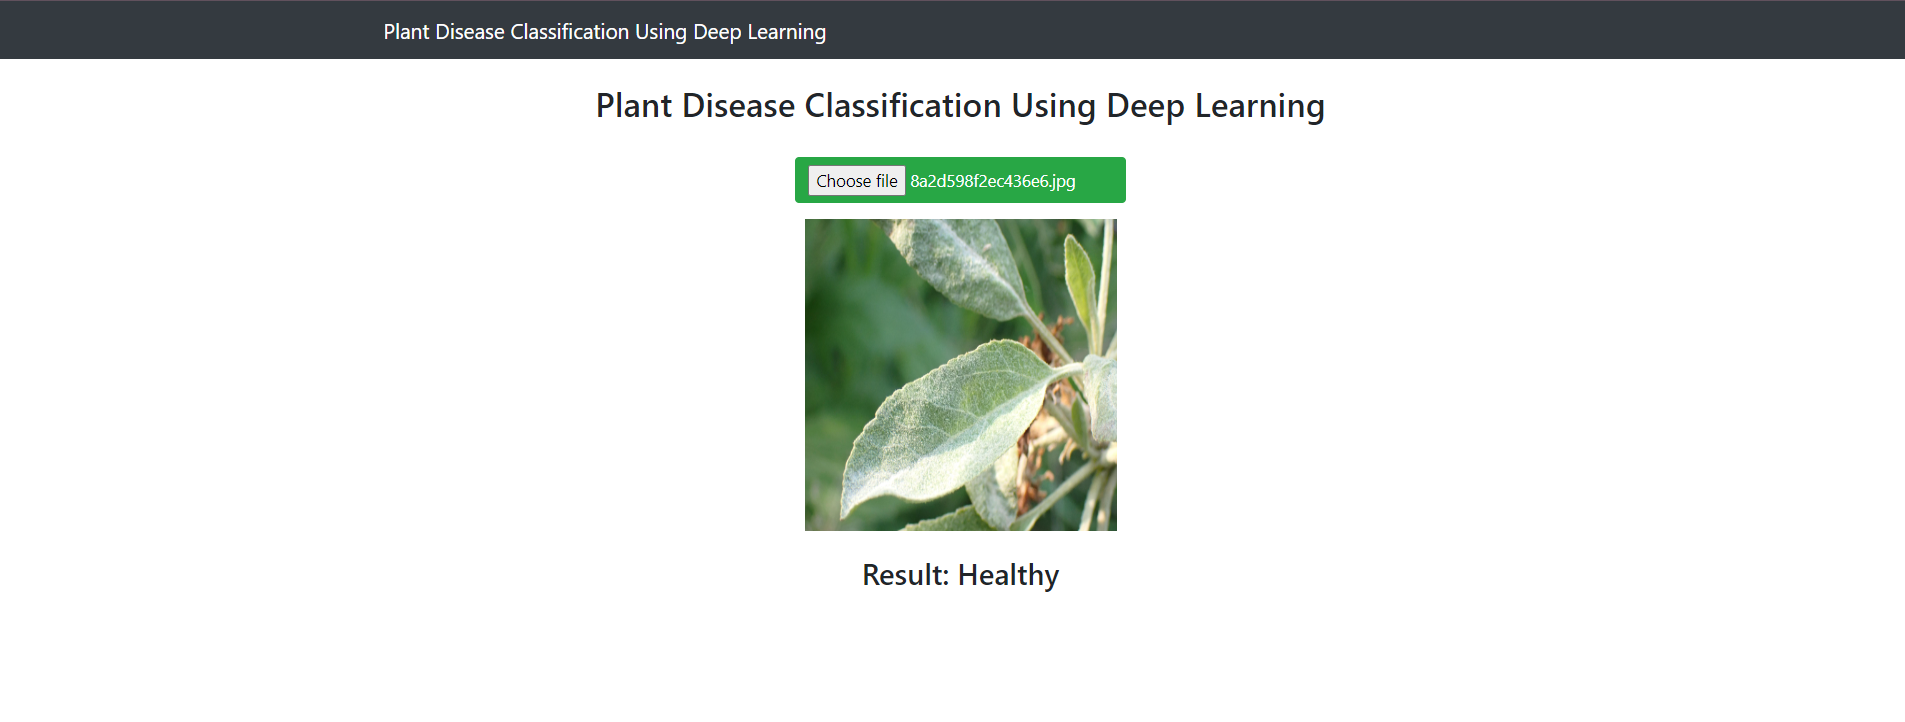 Plant Disease Classification Using Deep Learning
Plant Disease Classification Using Deep Learning
Choose file 8a2d598f2ec436e6.jpg
Result: Healthy